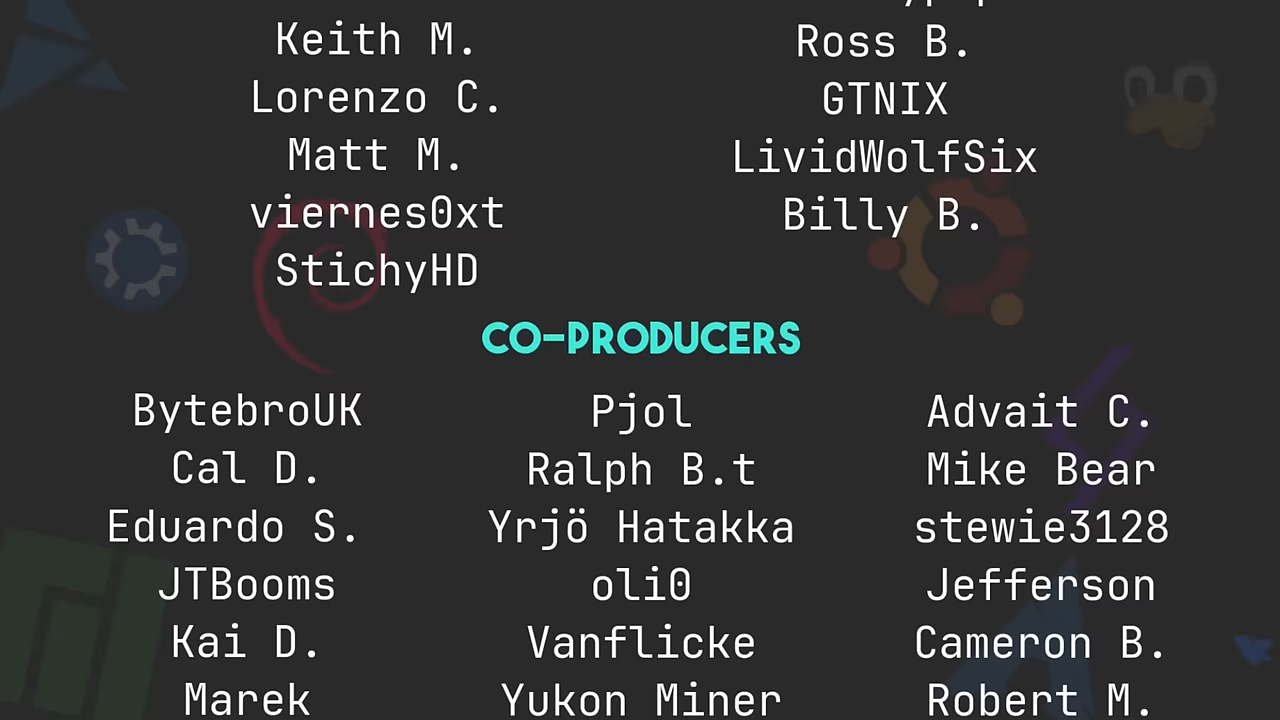 Keith M.
Ross B.
Lorenzo C.
GTNIX
Matt M.
LividWolfSix
viernes0xt
Billy B.
StichyHD
CO-PRODUCERS
BytebroUK
Pjol
Advait C.
Cal D.
Ralph B.t
Mike Bear
Eduardo S.
Yrjö Hatakka
stewie3128
JTBooms
oli0
Jefferson
Kai D.
Vanflicke
Cameron B.
Marek
Yukon Miner
Robert M.